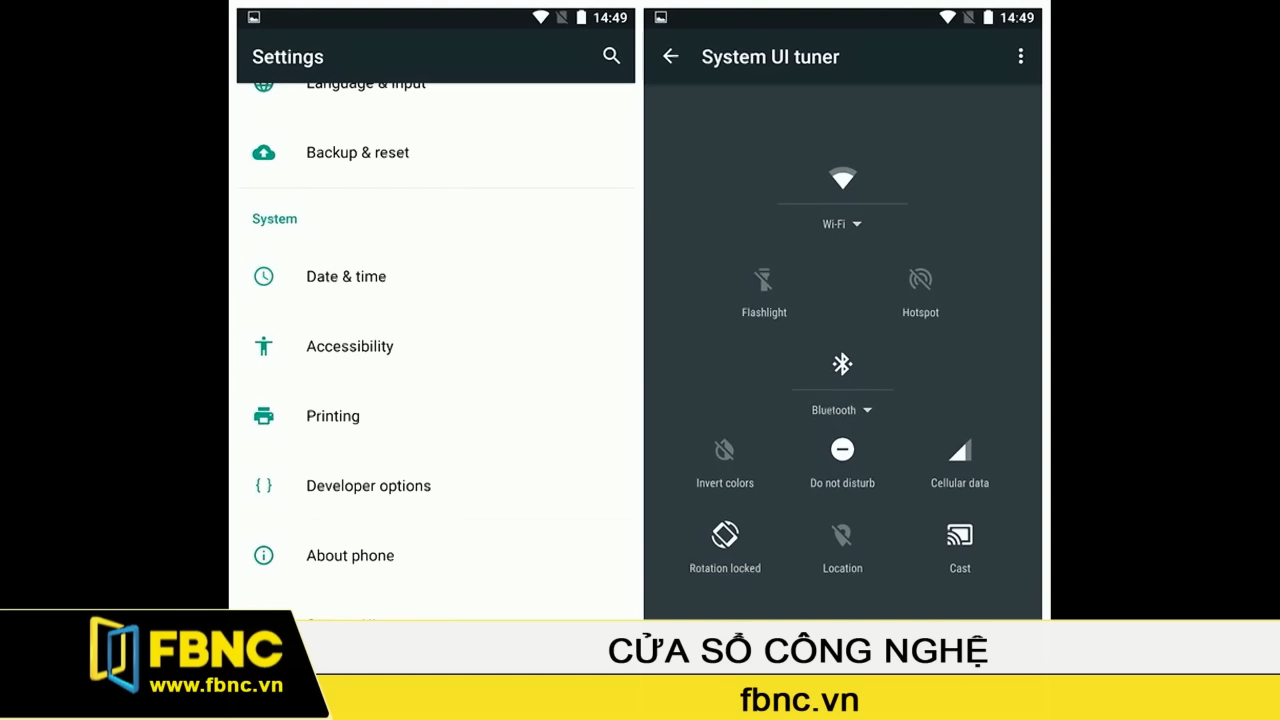 14:49
Settings
Language & input
Backup & reset
System
Date & time
Accessibility
Printing
Developer options
About phone
14:49
System UI tuner
Wi-Fi
Flashlight
Hotspot
Bluetooth
Invert colors
Do not disturb
Cellular data
Rotation locked
Location
Cast
FBNC
www.fbnc.vn
CỬA SỔ CÔNG NGHỆ
fbnc.vn